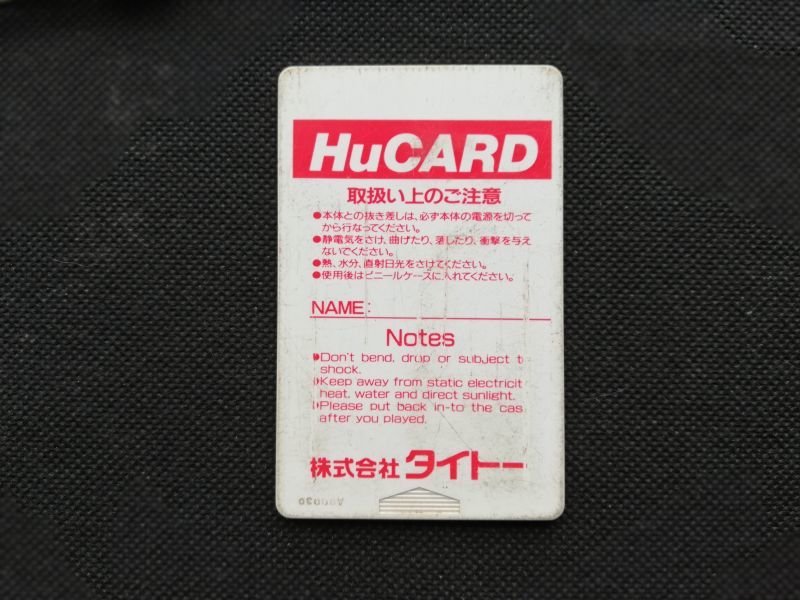 HuCARD
取扱い上のご注意
●本体との抜き差しは、必ず本体の電源を切って
から行なってください。
●静電気をさけ、曲げたり、落したり、衝撃を与え
ないでください。
●熱、水分、直射日光をさけてください。
●使用後はビニールケースに入れてください。
NAME:
Notes
●Don't bend, drop or subject t
shock.
●Keep away from static electricit
heat, water and direct sunlight.
●Please put back in-to the cas
after you played.
株式会社タイトー